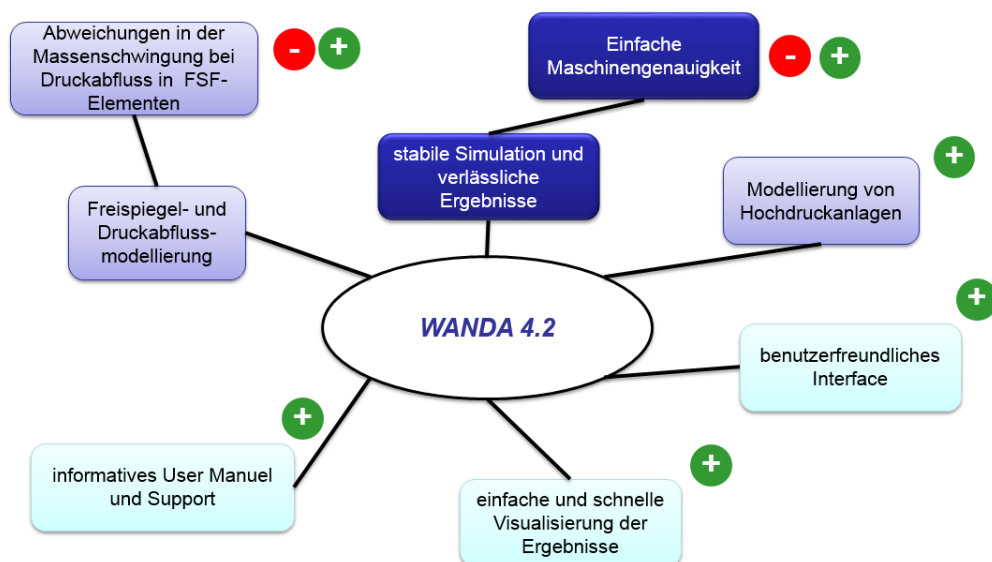 Abweichungen in der
Massenschwingung bei
Druckabfluss in FSF-
Elementen
-
+
Einfache
Maschinengenauigkeit
-
+
stabile Simulation und
verlässliche
Ergebnisse
+
Modellierung von
Hochdruckanlagen
Freispiegel- und
Druckabfluss-
modellierung
WANDA 4.2
+
benutzerfreundliches
Interface
+
informatives User Manuel
und Support
+
einfache und schnelle
Visualisierung der
Ergebnisse